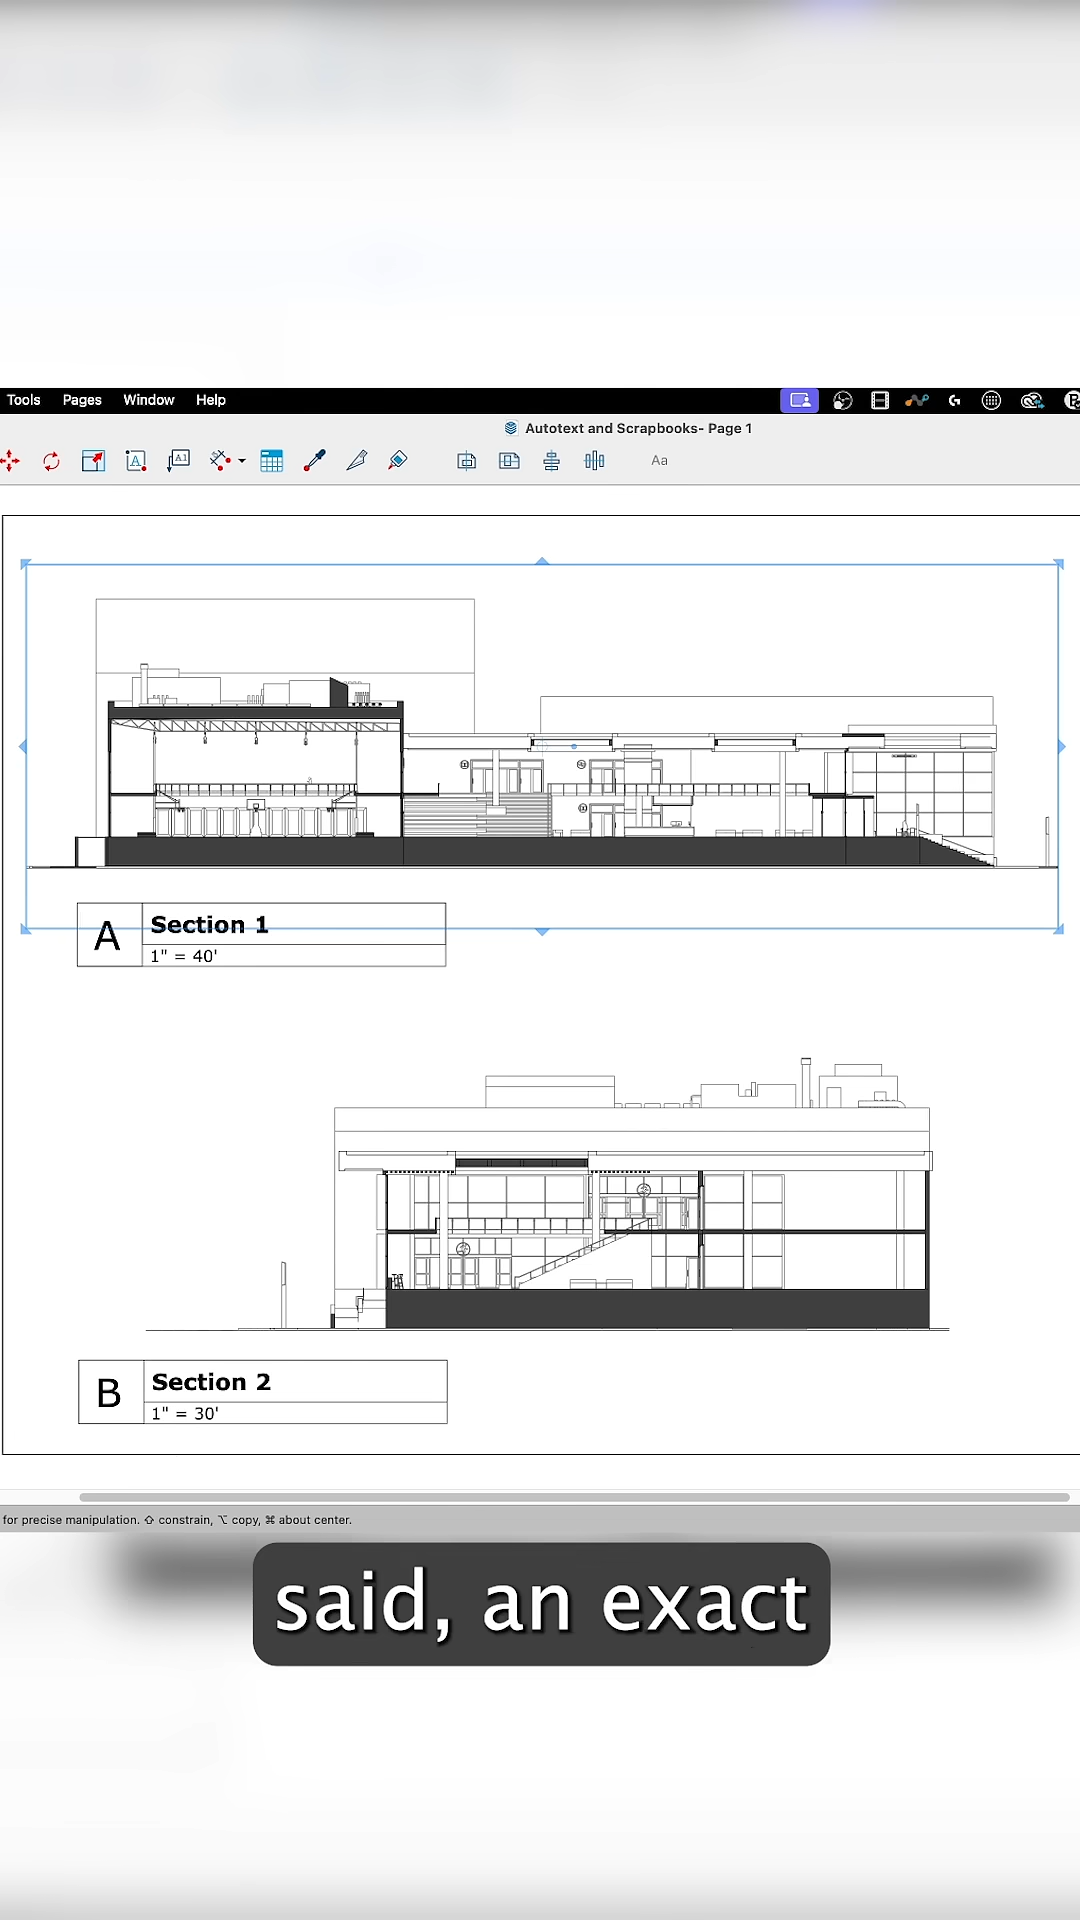 Tools Pages Window Help
Autotext and Scrapbooks- Page 1
A A1 Aa
A Section 1
1" = 40'
B Section 2
1" = 30'
for precise manipulation. ⇧ constrain, ⌥ copy, ⌘ about center.
said, an exact